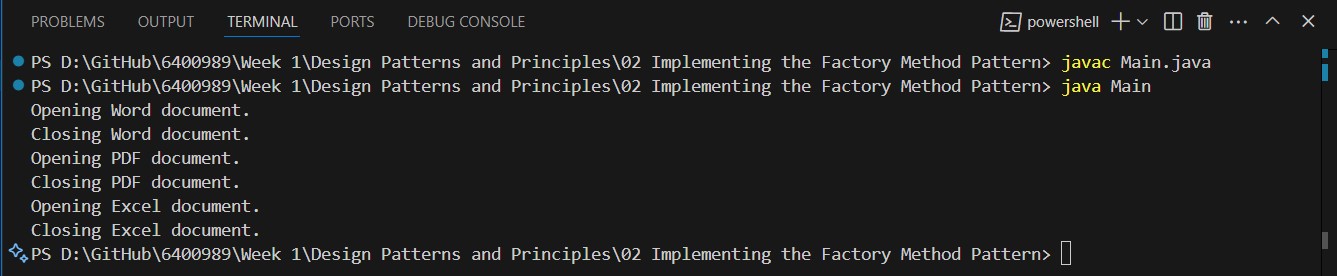 PROBLEMS OUTPUT TERMINAL PORTS DEBUG CONSOLE powershell
PS D:\GitHub\6400989\Week 1\Design Patterns and Principles\02 Implementing the Factory Method Pattern> javac Main.java
PS D:\GitHub\6400989\Week 1\Design Patterns and Principles\02 Implementing the Factory Method Pattern> java Main
Opening Word document.
Closing Word document.
Opening PDF document.
Closing PDF document.
Opening Excel document.
Closing Excel document.
PS D:\GitHub\6400989\Week 1\Design Patterns and Principles\02 Implementing the Factory Method Pattern>